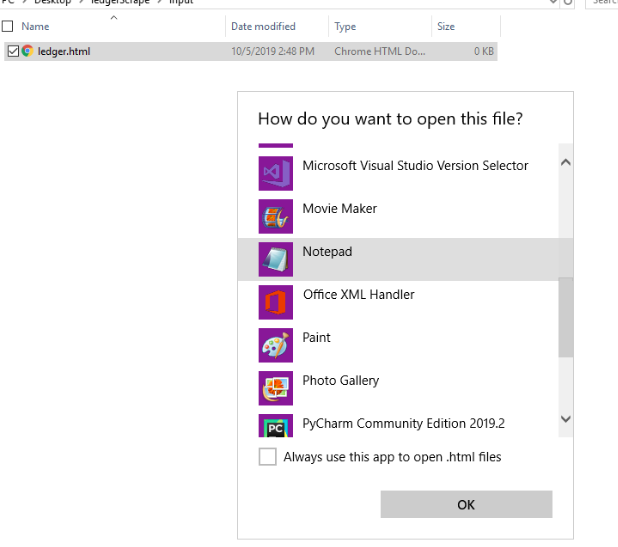 PC > Desktop > ledgerScrape > input
Search
Name Date modified Type Size
ledger.html 10/5/2019 2:48 PM Chrome HTML Do... 0 KB
How do you want to open this file?
Microsoft Visual Studio Version Selector
Movie Maker
Notepad
Office XML Handler
Paint
Photo Gallery
PC
PyCharm Community Edition 2019.2
Always use this app to open .html files
OK